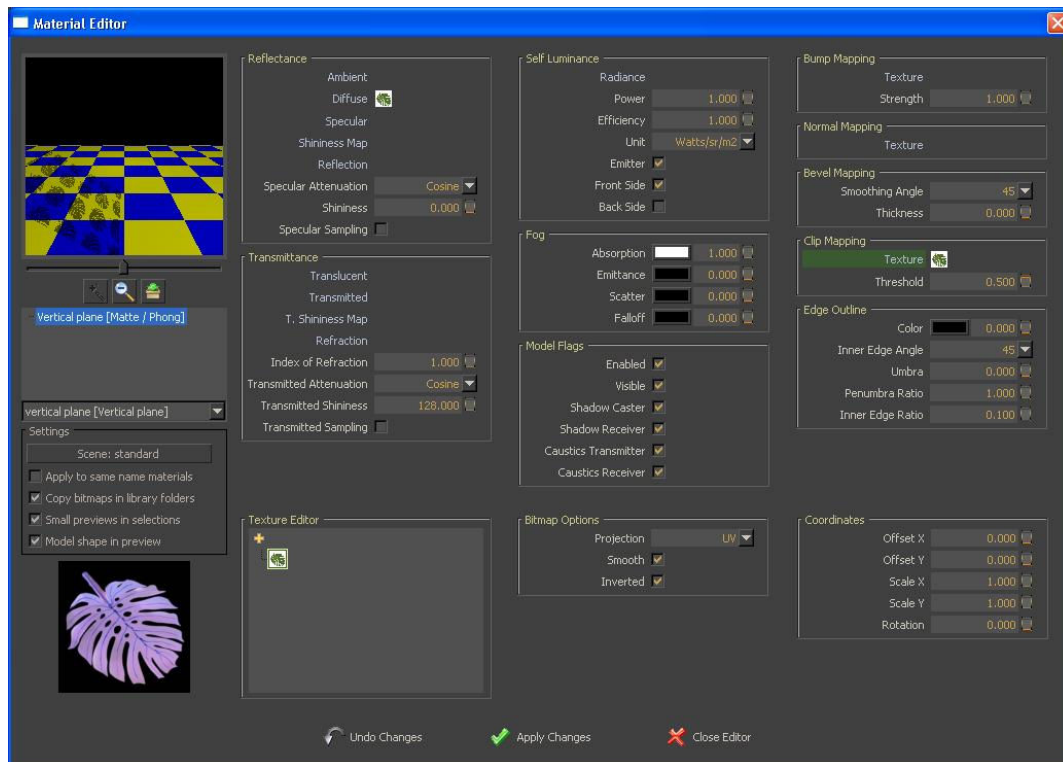 Material Editor
Vertical plane [Matte / Phong]
vertical plane [Vertical plane]
Settings
Scene: standard
Apply to same name materials
Copy bitmaps in library folders
Small previews in selections
Model shape in preview
Reflectance
Ambient
Diffuse
Specular
Shininess Map
Reflection
Specular Attenuation Cosine
Shininess 0.000
Specular Sampling
Transmittance
Translucent
Transmitted
T. Shininess Map
Refraction
Index of Refraction 1.000
Transmitted Attenuation Cosine
Transmitted Shininess 128.000
Transmitted Sampling
Texture Editor
Self Luminance
Radiance
Power 1.000
Efficiency 1.000
Unit Watts/sr/m2
Emitter
Front Side
Back Side
Fog
Absorption 1.000
Emittance 0.000
Scatter 0.000
Falloff 0.000
Model Flags
Enabled
Visible
Shadow Caster
Shadow Receiver
Caustics Transmitter
Caustics Receiver
Bitmap Options
Projection UV
Smooth
Inverted
Bump Mapping
Texture
Strength 1.000
Normal Mapping
Texture
Bevel Mapping
Smoothing Angle 45
Thickness 0.000
Clip Mapping
Texture
Threshold 0.500
Edge Outline
Color 0.000
Inner Edge Angle 45
Umbra 0.000
Penumbra Ratio 1.000
Inner Edge Ratio 0.100
Coordinates
Offset X 0.000
Offset Y 0.000
Scale X 1.000
Scale Y 1.000
Rotation 0.000
Undo Changes
Apply Changes
Close Editor